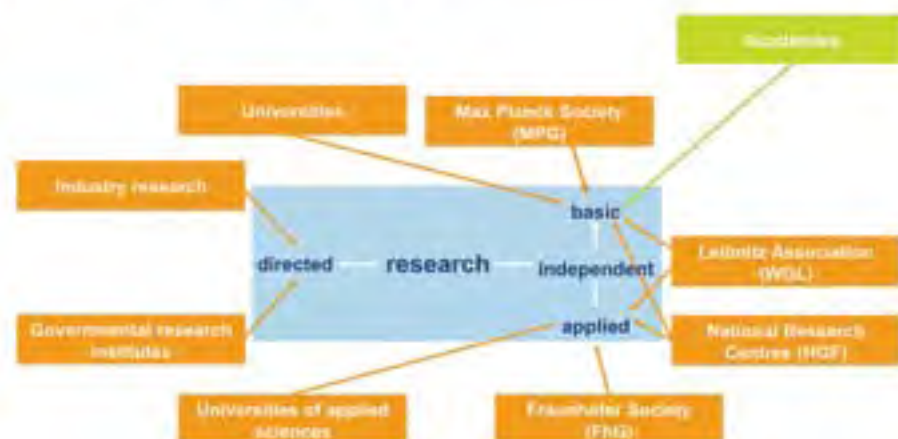 Academies
Universities
Max Planck Society
(MPG)
Industry research
basic
directed
research
independent
Leibnitz Association
(WGL)
Governmental research
institutes
applied
National Research
Centres (HGF)
Universities of applied
sciences
Fraunhofer Society
(FhG)